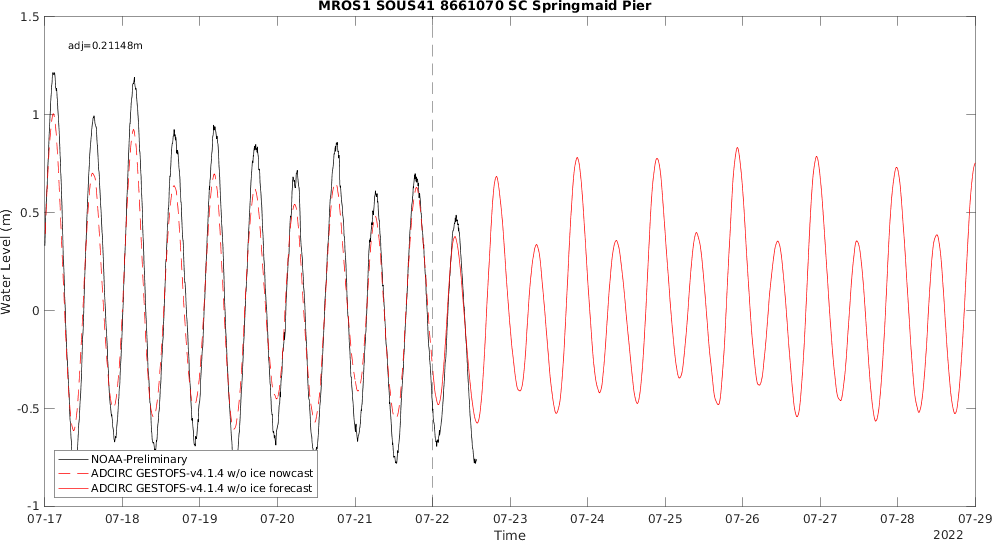 MROS1 SOUS41 8661070 SC Springmaid Pier
adj=0.21148m
1.5
1
0.5
0
-0.5
-1
Water Level (m)
NOAA-Preliminary
ADCIRC GESTOFS-v4.1.4 w/o ice nowcast
ADCIRC GESTOFS-v4.1.4 w/o ice forecast
07-17 07-18 07-19 07-20 07-21 07-22 07-23 07-24 07-25 07-26 07-27 07-28 07-29
Time
2022